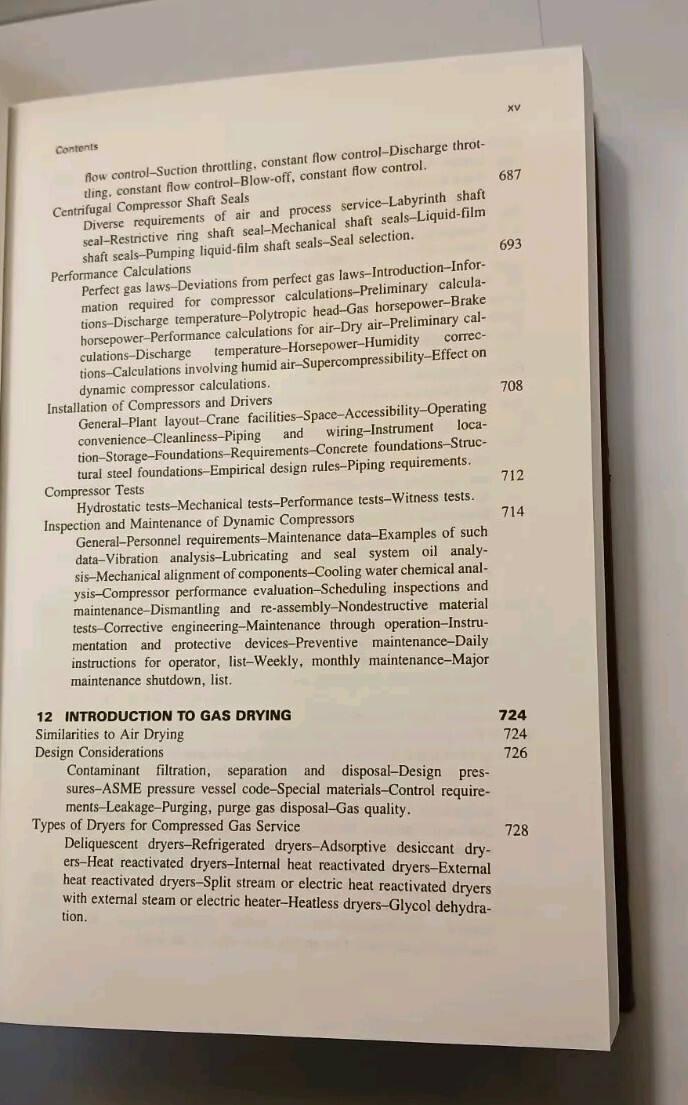 xv
Contents
flow control–Suction throttling, constant flow control–Discharge throt-
tling, constant flow control–Blow-off, constant flow control.
Centrifugal Compressor Shaft Seals 687
Diverse requirements of air and process service–Labyrinth shaft
seal–Restrictive ring shaft seal–Mechanical shaft seals–Liquid-film
shaft seals–Pumping liquid-film shaft seals–Seal selection.
Performance Calculations 693
Perfect gas laws–Deviations from perfect gas laws–Introduction–Infor-
mation required for compressor calculations–Preliminary calcula-
tions–Discharge temperature–Polytropic head–Gas horsepower–Brake
horsepower–Performance calculations for air–Dry air–Preliminary cal-
culations–Discharge temperature–Horsepower–Humidity correc-
tions–Calculations involving humid air–Supercompressibility–Effect on
dynamic compressor calculations.
Installation of Compressors and Drivers 708
General–Plant layout–Crane facilities–Space–Accessibility–Operating
convenience–Cleanliness–Piping and wiring–Instrument loca-
tion–Storage–Foundations–Requirements–Concrete foundations–Struc-
tural steel foundations–Empirical design rules–Piping requirements.
Compressor Tests 712
Hydrostatic tests–Mechanical tests–Performance tests–Witness tests.
Inspection and Maintenance of Dynamic Compressors 714
General–Personnel requirements–Maintenance data–Examples of such
data–Vibration analysis–Lubricating and seal system oil analy-
sis–Mechanical alignment of components–Cooling water chemical anal-
ysis–Compressor performance evaluation–Scheduling inspections and
maintenance–Dismantling and re-assembly–Nondestructive material
tests–Corrective engineering–Maintenance through operation–Instru-
mentation and protective devices–Preventive maintenance–Daily
instructions for operator, list–Weekly, monthly maintenance–Major
maintenance shutdown, list.
12 INTRODUCTION TO GAS DRYING 724
Similarities to Air Drying 724
Design Considerations 726
Contaminant filtration, separation and disposal–Design pres-
sures–ASME pressure vessel code–Special materials–Control require-
ments–Leakage–Purging, purge gas disposal–Gas quality.
Types of Dryers for Compressed Gas Service 728
Deliquescent dryers–Refrigerated dryers–Adsorptive desiccant dry-
ers–Heat reactivated dryers–Internal heat reactivated dryers–External
heat reactivated dryers–Split stream or electric heat reactivated dryers
with external steam or electric heater–Heatless dryers–Glycol dehydra-
tion.